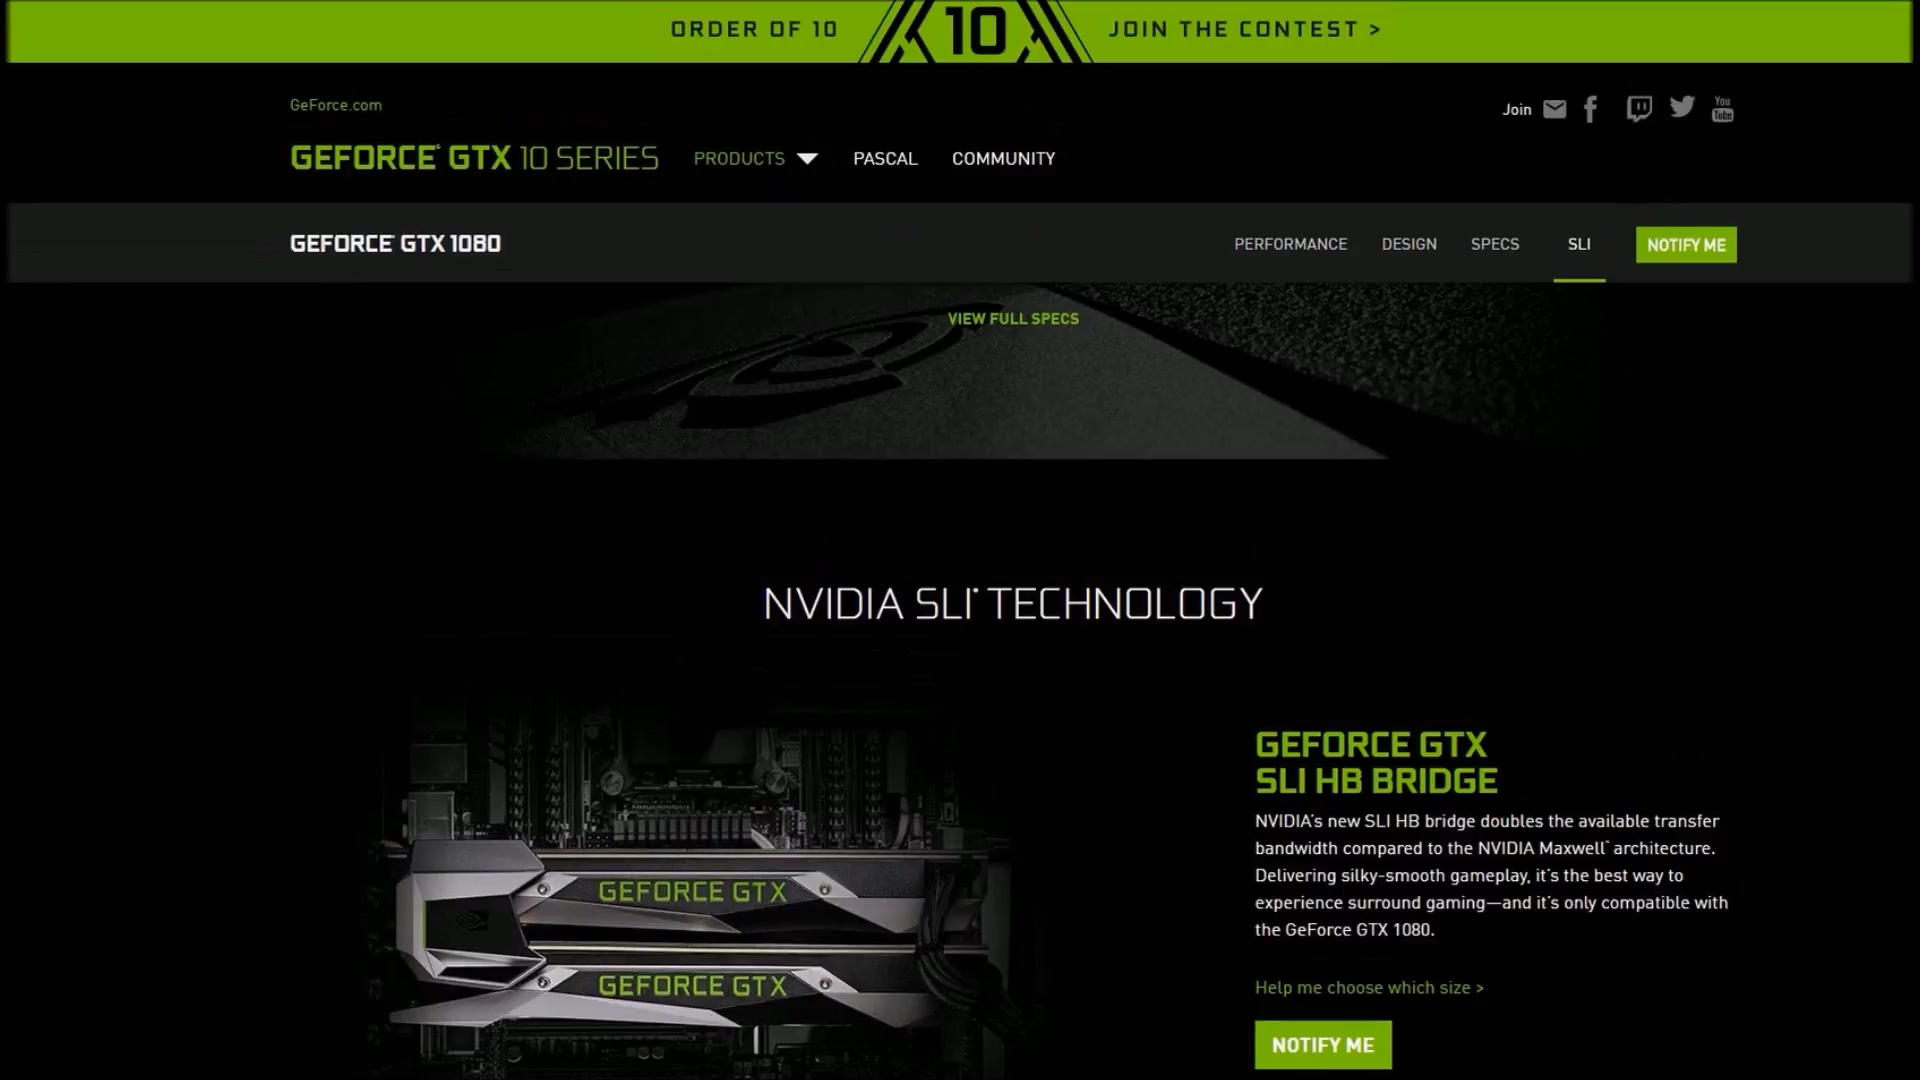 ORDER OF 10
10
JOIN THE CONTEST >
GeForce.com
Join
You Tube
GEFORCE® GTX 10 SERIES
PRODUCTS
PASCAL
COMMUNITY
GEFORCE® GTX 1080
PERFORMANCE
DESIGN
SPECS
SLI
NOTIFY ME
VIEW FULL SPECS
NVIDIA SLI® TECHNOLOGY
GEFORCE GTX
GEFORCE GTX
GEFORCE GTX
SLI HB BRIDGE
NVIDIA's new SLI HB bridge doubles the available transfer
bandwidth compared to the NVIDIA Maxwell™ architecture.
Delivering silky-smooth gameplay, it's the best way to
experience surround gaming—and it's only compatible with
the GeForce GTX 1080.
Help me choose which size >
NOTIFY ME